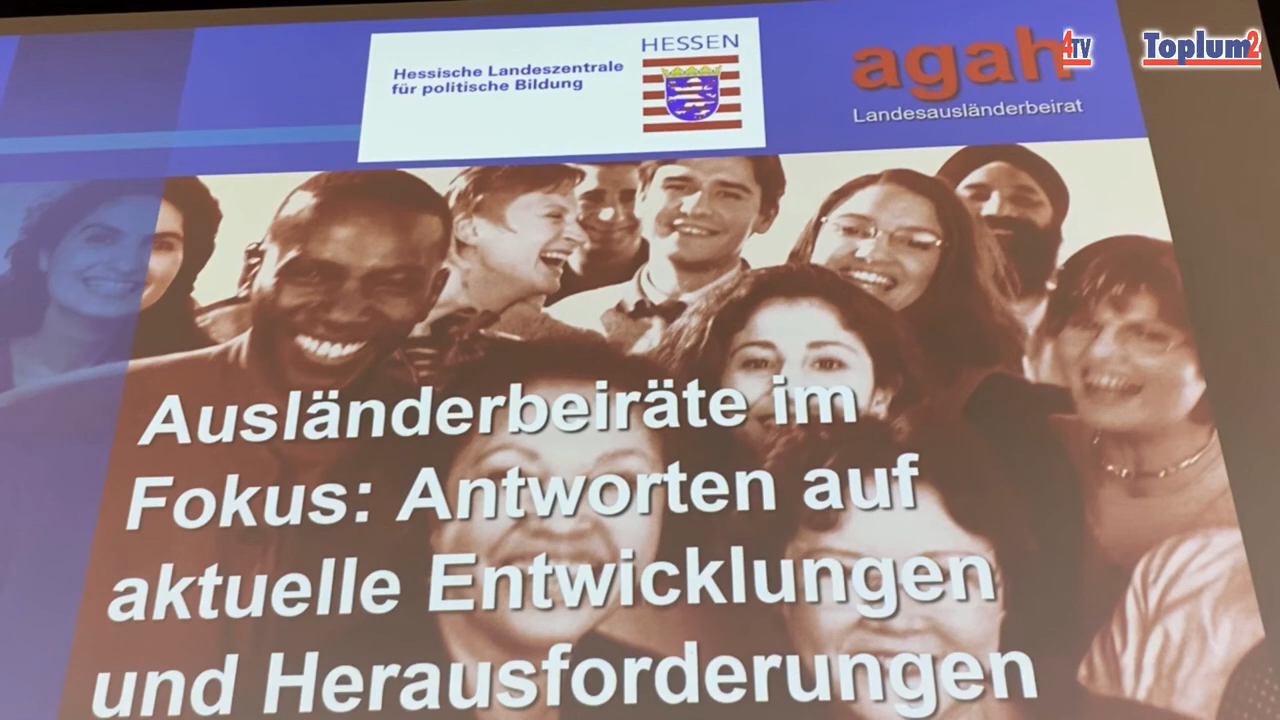 HESSEN
Hessische Landeszentrale
für politische Bildung
agah
Landesausländerbeirat
4TV
Toplum2
Ausländerbeiräte im
Fokus: Antworten auf
aktuelle Entwicklungen
und Herausforderungen